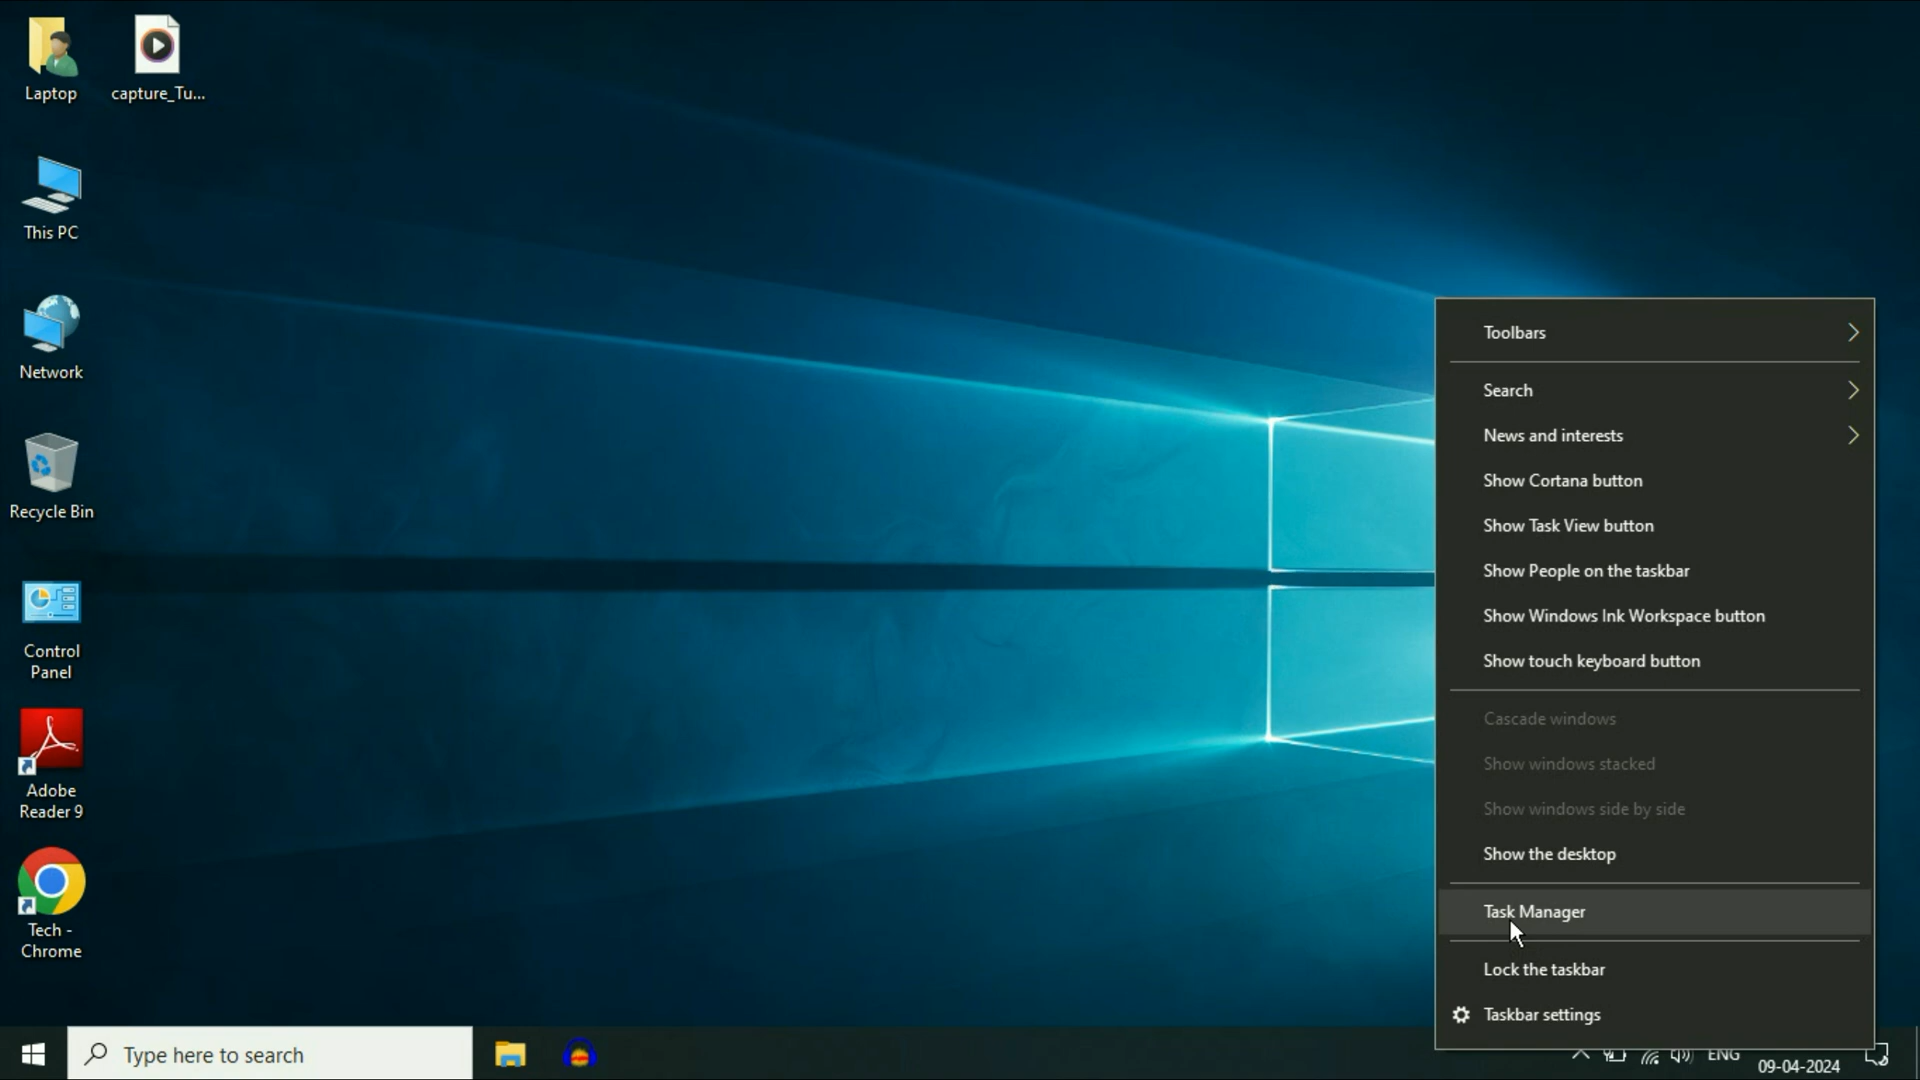 Laptop
capture_Tu...
This PC
Network
Recycle Bin
Control
Panel
Adobe
Reader 9
Tech -
Chrome
Toolbars
Search
News and interests
Show Cortana button
Show Task View button
Show People on the taskbar
Show Windows Ink Workspace button
Show touch keyboard button
Cascade windows
Show windows stacked
Show windows side by side
Show the desktop
Task Manager
Lock the taskbar
Taskbar settings
Type here to search
ENG
09-04-2024